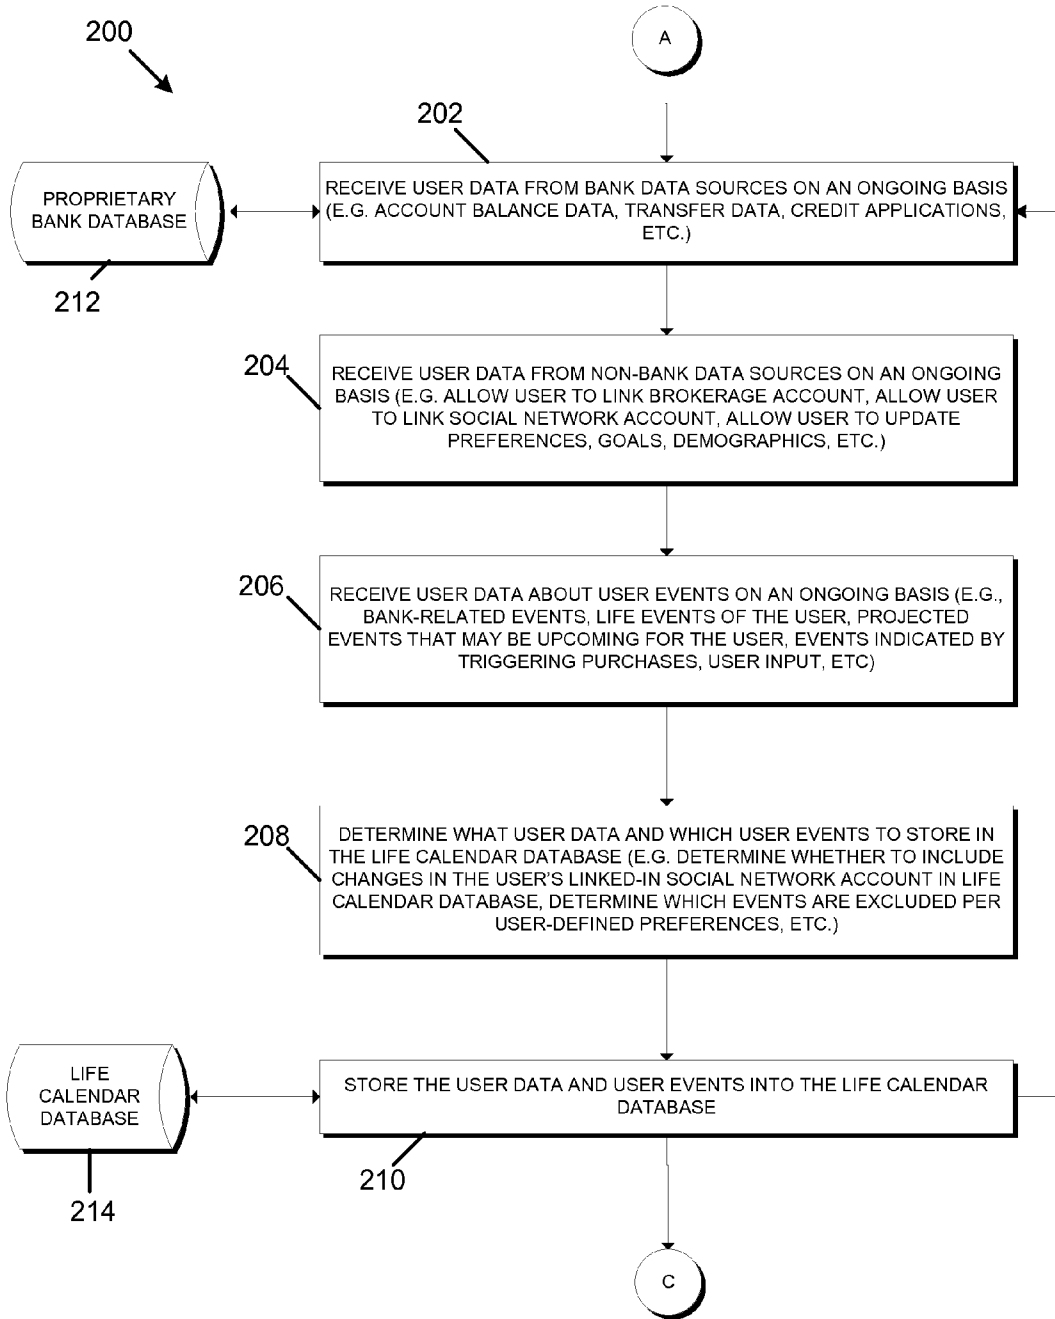 200
A
202
PROPRIETARY
BANK DATABASE
212
RECEIVE USER DATA FROM BANK DATA SOURCES ON AN ONGOING BASIS
(E.G. ACCOUNT BALANCE DATA, TRANSFER DATA, CREDIT APPLICATIONS,
ETC.)
204
RECEIVE USER DATA FROM NON-BANK DATA SOURCES ON AN ONGOING
BASIS (E.G. ALLOW USER TO LINK BROKERAGE ACCOUNT, ALLOW USER
TO LINK SOCIAL NETWORK ACCOUNT, ALLOW USER TO UPDATE
PREFERENCES, GOALS, DEMOGRAPHICS, ETC.)
206
RECEIVE USER DATA ABOUT USER EVENTS ON AN ONGOING BASIS (E.G.,
BANK-RELATED EVENTS, LIFE EVENTS OF THE USER, PROJECTED
EVENTS THAT MAY BE UPCOMING FOR THE USER, EVENTS INDICATED BY
TRIGGERING PURCHASES, USER INPUT, ETC)
208
DETERMINE WHAT USER DATA AND WHICH USER EVENTS TO STORE IN
THE LIFE CALENDAR DATABASE (E.G. DETERMINE WHETHER TO INCLUDE
CHANGES IN THE USER'S LINKED-IN SOCIAL NETWORK ACCOUNT IN LIFE
CALENDAR DATABASE, DETERMINE WHICH EVENTS ARE EXCLUDED PER
USER-DEFINED PREFERENCES, ETC.)
LIFE
CALENDAR
DATABASE
214
STORE THE USER DATA AND USER EVENTS INTO THE LIFE CALENDAR
DATABASE
210
C